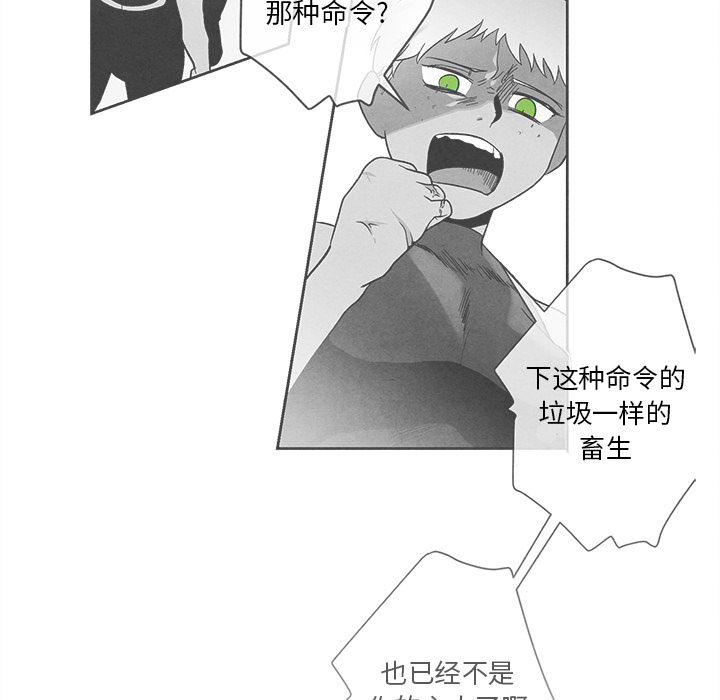 那种命令?
下这种命令的
垃圾一样的
畜生
也已经不是